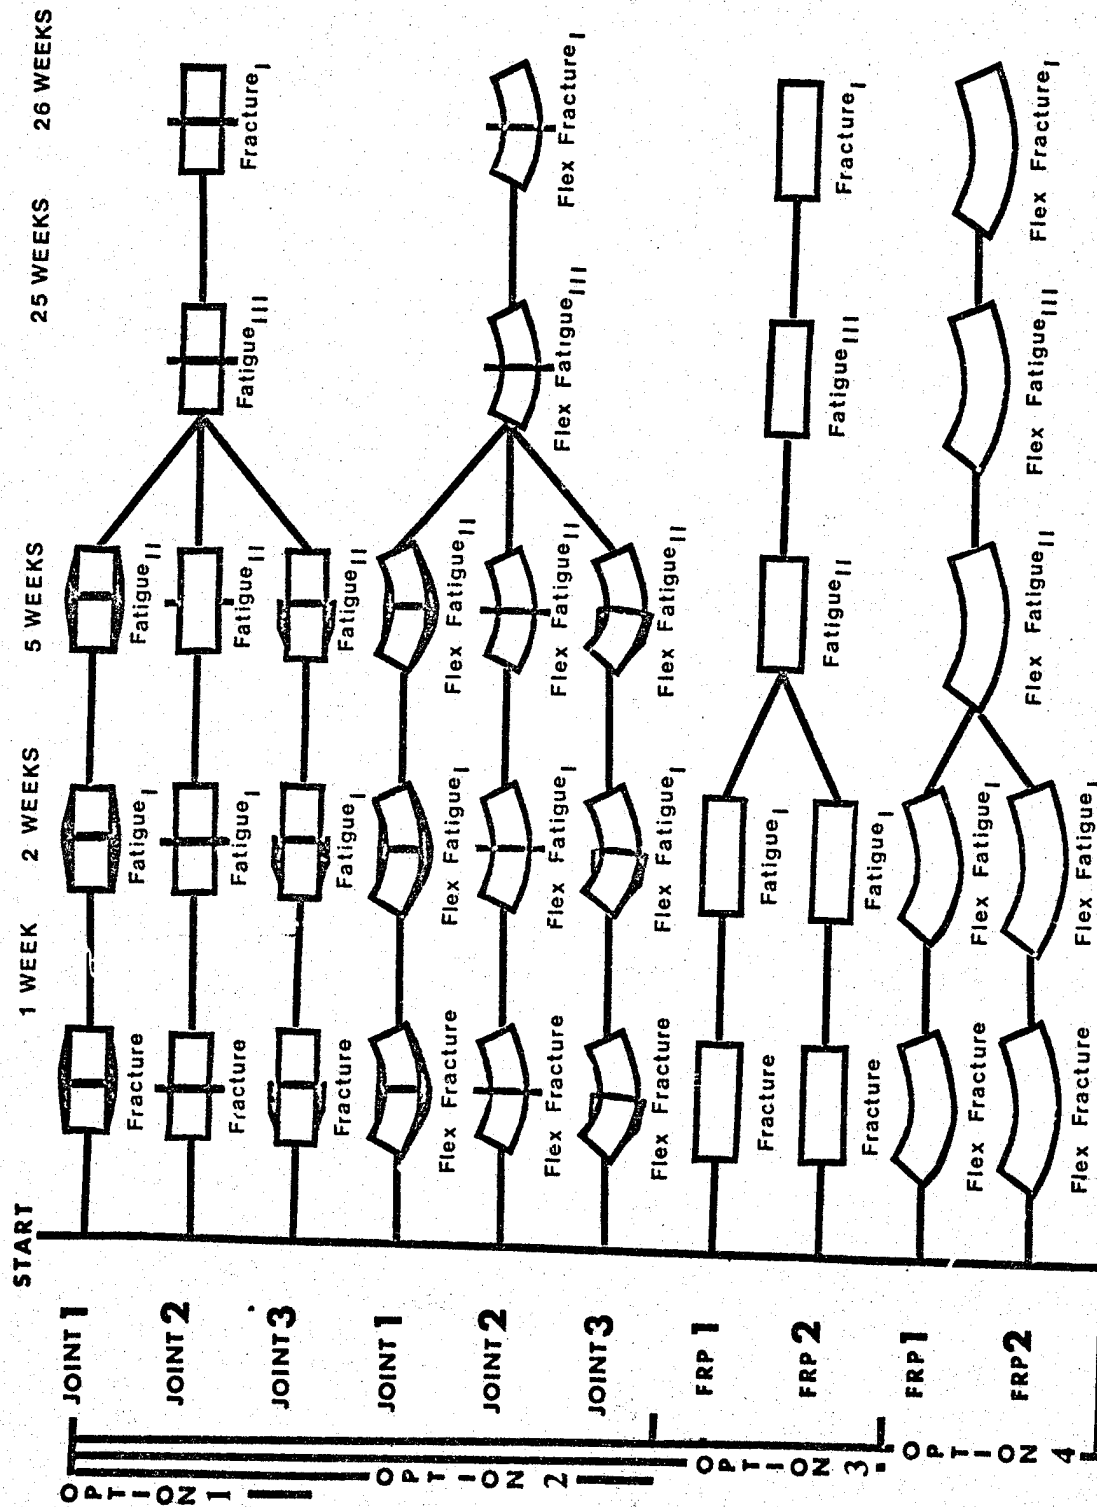 START
1 WEEK
2 WEEKS
5 WEEKS
25 WEEKS
26 WEEKS
OPTION 1
OPTION 2
OPTION 3
OPTION 4
JOINT 1
Fracture
Fatigue I
Fatigue II
JOINT 2
Fracture
Fatigue I
Fatigue II
Fatigue III
Fracture I
JOINT 3
Fracture
Fatigue I
Fatigue II
JOINT 1
Flex Fracture
Flex Fatigue I
Flex Fatigue II
JOINT 2
Flex Fracture
Flex Fatigue I
Flex Fatigue II
Flex Fatigue III
Flex Fracture I
JOINT 3
Flex Fracture
Flex Fatigue I
Flex Fatigue II
FRP 1
Fracture
Fatigue I
Fatigue II
Fatigue III
Fracture I
FRP 2
Fracture
Fatigue I
FRP 1
Flex Fracture
Flex Fatigue I
Flex Fatigue II
Flex Fatigue III
Flex Fracture I
FRP 2
Flex Fracture
Flex Fatigue I